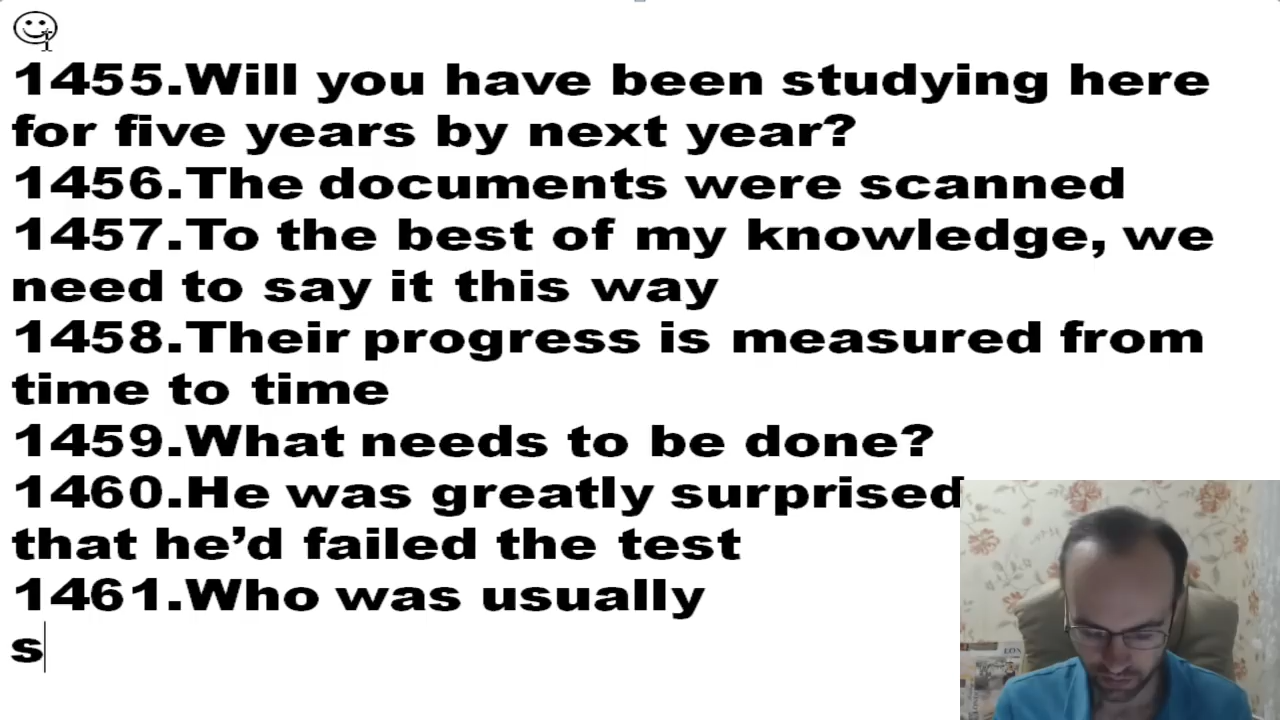 1455.Will you have been studying here
for five years by next year?
1456.The documents were scanned
1457.To the best of my knowledge, we
need to say it this way
1458.Their progress is measured from
time to time
1459.What needs to be done?
1460.He was greatly surprised
that he’d failed the test
1461.Who was usually
s